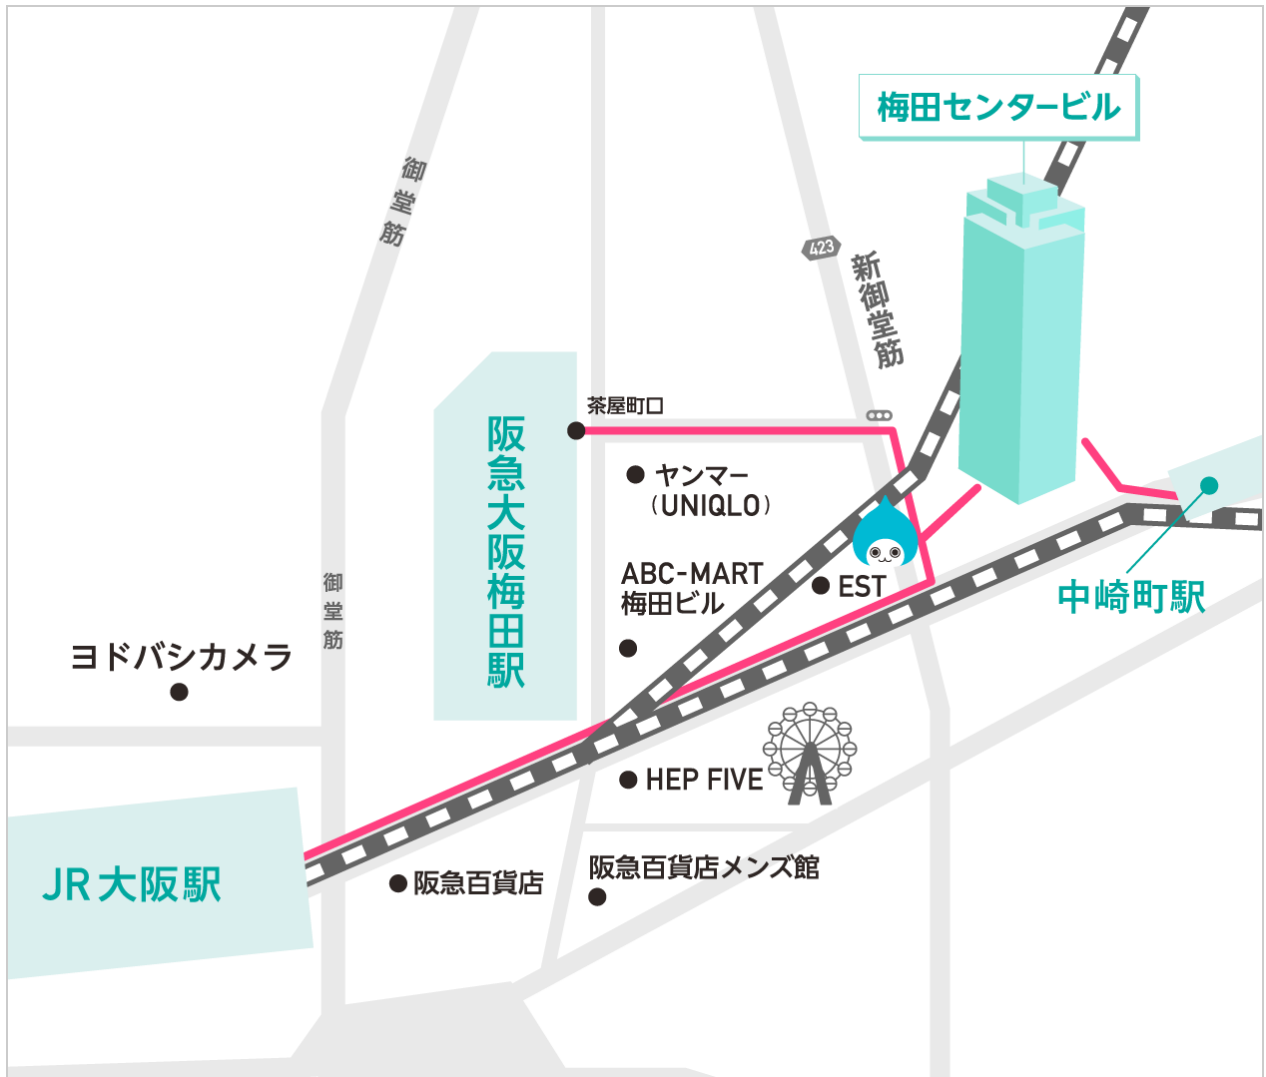 梅田センタービル
御堂筋
423
新御堂筋
茶屋町口
阪急大阪梅田駅
ヤンマー
（UNIQLO）
ABC-MART
梅田ビル
EST
御堂筋
中崎町駅
ヨドバシカメラ
HEP FIVE
JR大阪駅
阪急百貨店
阪急百貨店メンズ館